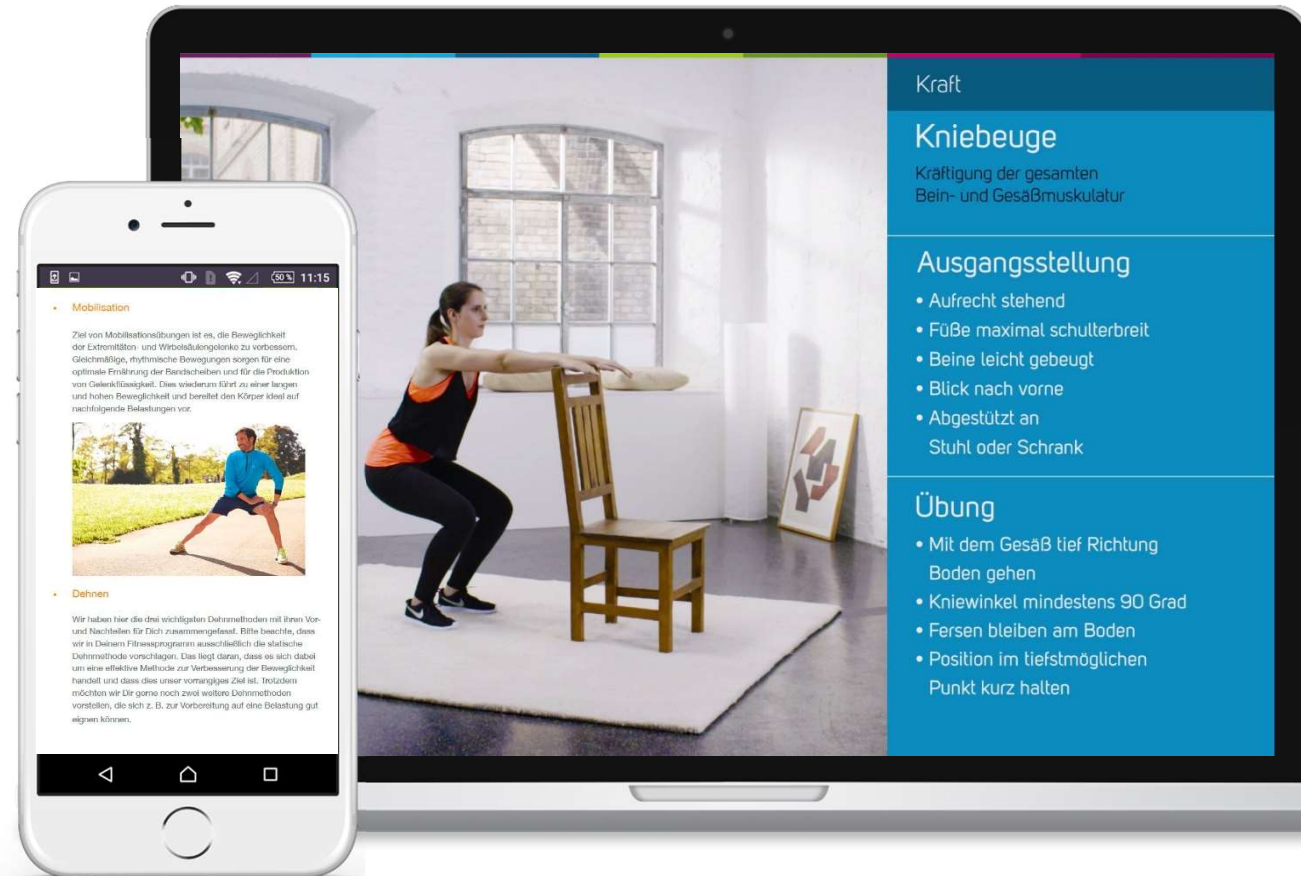 50 % 11:15
• Mobilisation
Ziel von Mobilisationsübungen ist es, die Beweglichkeit
der Extremitäten- und Wirbelsäulengelenke zu verbessern.
Gleichmäßige, rhythmische Bewegungen sorgen für eine
optimale Ernährung der Bandscheiben und für die Produktion
von Gelenkflüssigkeit. Dies wiederum führt zu einer langen
und hohen Beweglichkeit und bereitet den Körper ideal auf
nachfolgende Belastungen vor.
• Dehnen
Wir haben hier die drei wichtigsten Dehnmethoden mit ihren Vor-
und Nachteilen für Dich zusammengefasst. Bitte beachte, dass
wir in Deinem Fitnessprogramm ausschließlich die statische
Dehnmethode vorschlagen. Das liegt daran, dass es sich dabei
um eine effektive Methode zur Verbesserung der Beweglichkeit
handelt und dass dies unser vorrangiges Ziel ist. Trotzdem
möchten wir Dir gerne noch zwei weitere Dehnmethoden
vorstellen, die sich z. B. zur Vorbereitung auf eine Belastung gut
eignen können.
Kraft
Kniebeuge
Kräftigung der gesamten
Bein- und Gesäßmuskulatur
Ausgangsstellung
• Aufrecht stehend
• Füße maximal schulterbreit
• Beine leicht gebeugt
• Blick nach vorne
• Abgestützt an
Stuhl oder Schrank
Übung
• Mit dem Gesäß tief Richtung
Boden gehen
• Kniewinkel mindestens 90 Grad
• Fersen bleiben am Boden
• Position im tiefstmöglichen
Punkt kurz halten